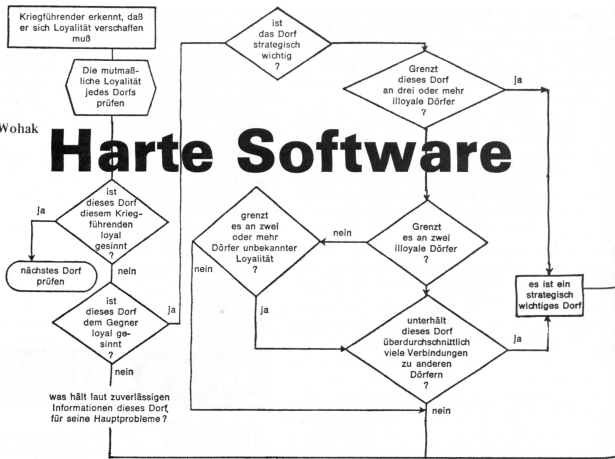 Kriegführender erkennt, daß
er sich Loyalität verschaffen
muß
Die mutmaß-
liche Loyalität
jedes Dorfs
prüfen
Wohak
Harte Software
ist
dieses Dorf
diesem Krieg-
führenden
loyal
gesinnt
?
ja
nächstes Dorf
prüfen
nein
ist
dieses Dorf
dem Gegner
loyal ge-
sinnt
?
ja
nein
was hält laut zuverlässigen
Informationen dieses Dorf,
für seine Hauptprobleme?
ist
das Dorf
strategisch
wichtig
?
Grenzt
dieses Dorf
an drei oder mehr
illoyale Dörfer
?
ja
Grenzt
es an zwei
illoyale Dörfer
?
nein
grenzt
es an zwei
oder mehr
Dörfer unbekannter
Loyalität
?
nein
ja
unterhält
dieses Dorf
überdurchschnittlich
viele Verbindungen
zu anderen
Dörfern
?
ja
nein
es ist ein
strategisch
wichtiges Dorf